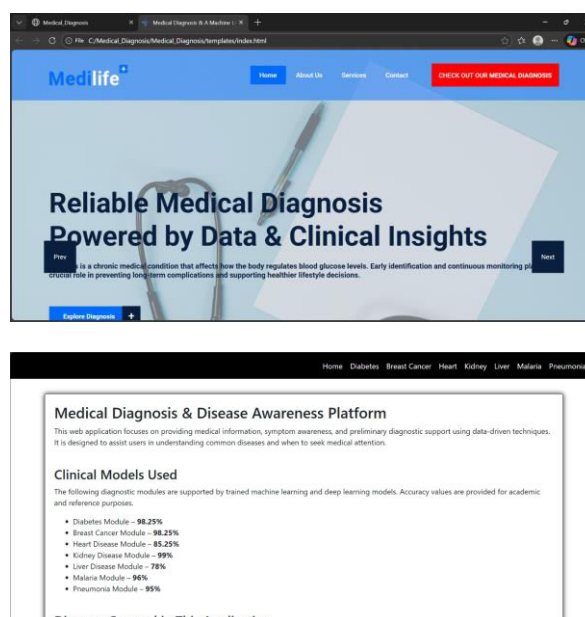 Medical_Diagnosis
Medical Diagnosis & A Machine L
File C:/Medical_Diagnosis/Medical_Diagnosis/templates/index.html
Medilife
Home About Us Services Contact CHECK OUT OUR MEDICAL DIAGNOSIS
Reliable Medical Diagnosis
Powered by Data & Clinical Insights
Prev
is a chronic medical condition that affects how the body regulates blood glucose levels. Early identification and continuous monitoring
Next
crucial role in preventing long-term complications and supporting healthier lifestyle decisions.
Explore Diagnosis +
Home Diabetes Breast Cancer Heart Kidney Liver Malaria Pneumonia
Medical Diagnosis & Disease Awareness Platform
This web application focuses on providing medical information, symptom awareness, and preliminary diagnostic support using data-driven techniques.
It is designed to assist users in understanding common diseases and when to seek medical attention.
Clinical Models Used
The following diagnostic modules are supported by trained machine learning and deep learning models. Accuracy values are provided for academic
and reference purposes.
• Diabetes Module – 98.25%
• Breast Cancer Module – 98.25%
• Heart Disease Module – 85.25%
• Kidney Disease Module – 99%
• Liver Disease Module – 78%
• Malaria Module – 96%
• Pneumonia Module – 95%